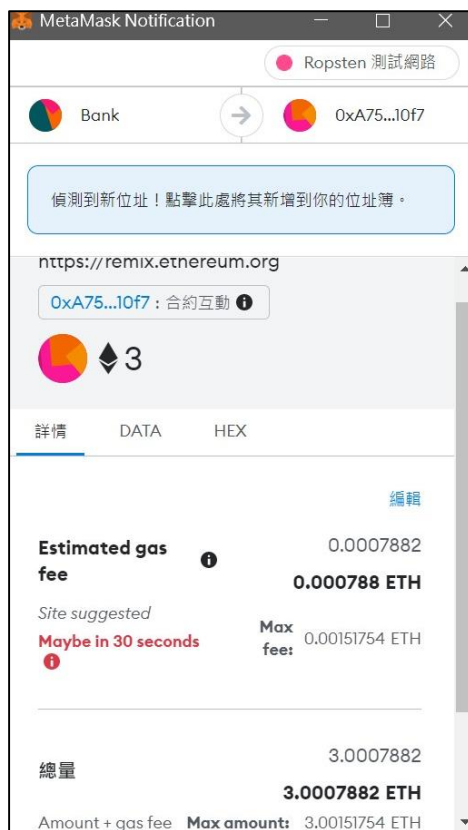 MetaMask Notification
Ropsten 測試網路
Bank
0xA75...10f7
偵測到新位址！點擊此處將其新增到你的位址簿。
https://remix.ethereum.org
0xA75...10f7 : 合約互動
3
詳情 DATA HEX
編輯
Estimated gas fee
0.0007882
0.000788 ETH
Site suggested
Maybe in 30 seconds
Max fee: 0.00151754 ETH
總量
3.0007882
3.0007882 ETH
Amount + gas fee Max amount: 3.00151754 ETH